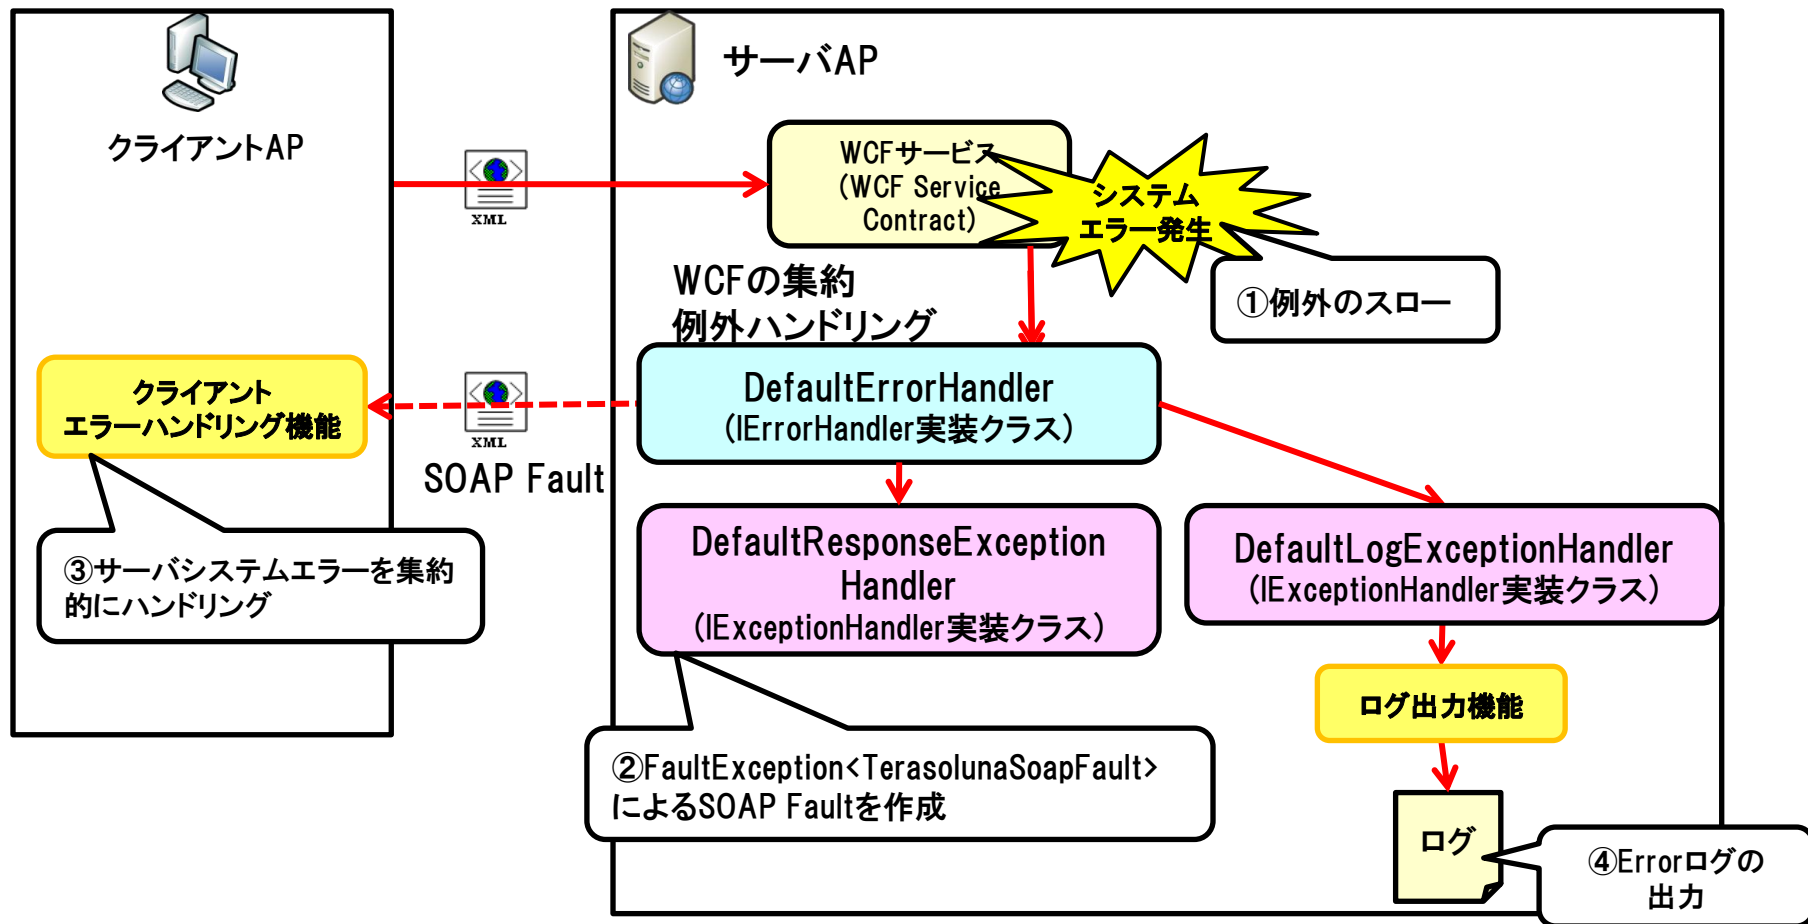 クライアントAP
サーバAP
XML
WCFサービス
(WCF Service
Contract)
システム
エラー発生
①例外のスロー
WCFの集約
例外ハンドリング
クライアント
エラーハンドリング機能
XML
SOAP Fault
DefaultErrorHandler
(IErrorHandler実装クラス)
③サーバシステムエラーを集約
的にハンドリング
DefaultResponseException
Handler
(IExceptionHandler実装クラス)
DefaultLogExceptionHandler
(IExceptionHandler実装クラス)
ログ出力機能
②FaultException<TerasolunaSoapFault>
によるSOAP Faultを作成
ログ
④Errorログの
出力